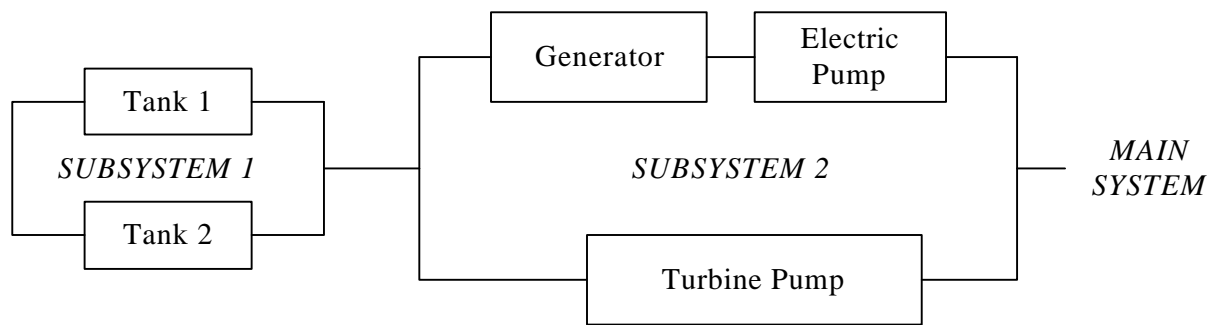 Generator
Electric
Pump
Tank 1
SUBSYSTEM 1
Tank 2
SUBSYSTEM 2
MAIN
SYSTEM
Turbine Pump